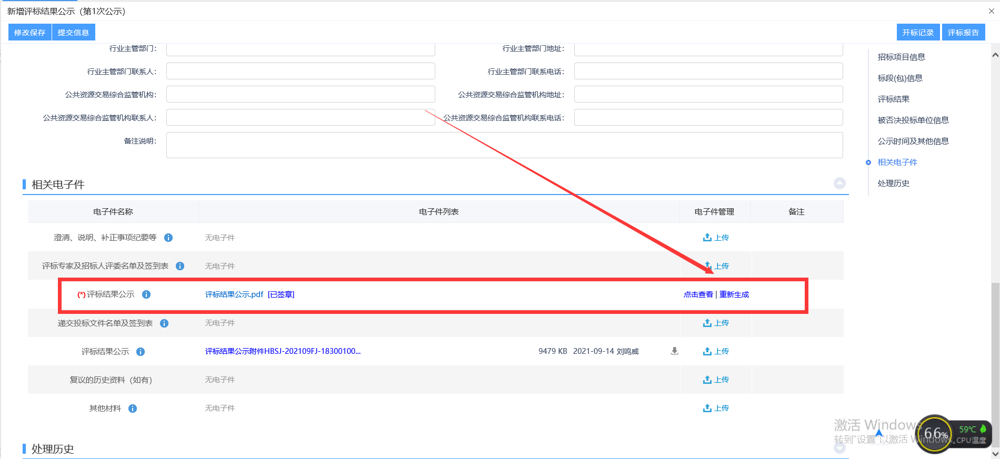 新增评标结果公示（第1次公示）
修改保存 提交信息 开标记录 评标报告
行业主管部门： 行业主管部门地址：
行业主管部门联系人： 行业主管部门联系电话：
公共资源交易综合监管机构： 公共资源交易综合监管机构地址：
公共资源交易综合监管机构联系人： 公共资源交易综合监管机构联系电话：
备注说明：
招标项目信息
标段(包)信息
评标结果
被否决投标单位信息
公示时间及其他信息
相关电子件
处理历史
相关电子件
电子件名称 电子件列表 电子件管理 备注
澄清、说明、补正事项纪要等 无电子件 上传
评标专家及招标人评委名单及签到表 无电子件 上传
(*)评标结果公示 评标结果公示.pdf [已签章] 点击查看 | 重新生成
递交投标文件名单及签到表 无电子件 上传
评标结果公示 评标结果公示附件HBSJ-202109FJ-18300100... 9479 KB 2021-09-14 刘鸣威 上传
复议的历史资料（如有） 无电子件 上传
其他材料 无电子件 上传
处理历史
激活 Windows
转到"设置"以激活 Windows。
66%
59℃
CPU温度